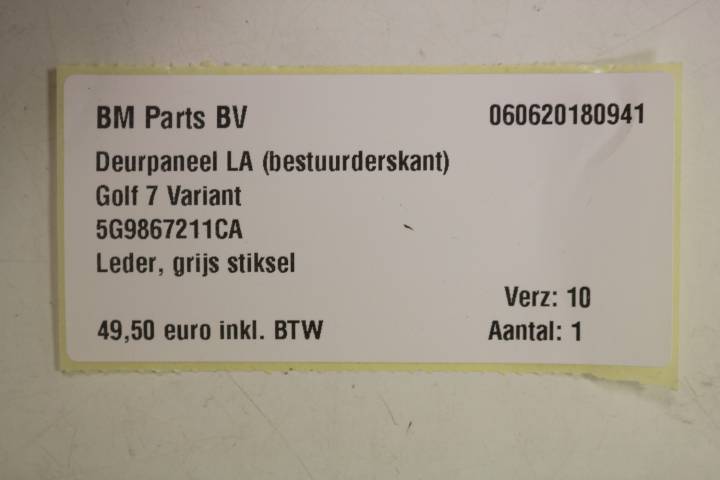 BM Parts BV 060620180941
Deurpaneel LA (bestuurderskant)
Golf 7 Variant
5G9867211CA
Leder, grijs stiksel
Verz: 10
49,50 euro inkl. BTW Aantal: 1